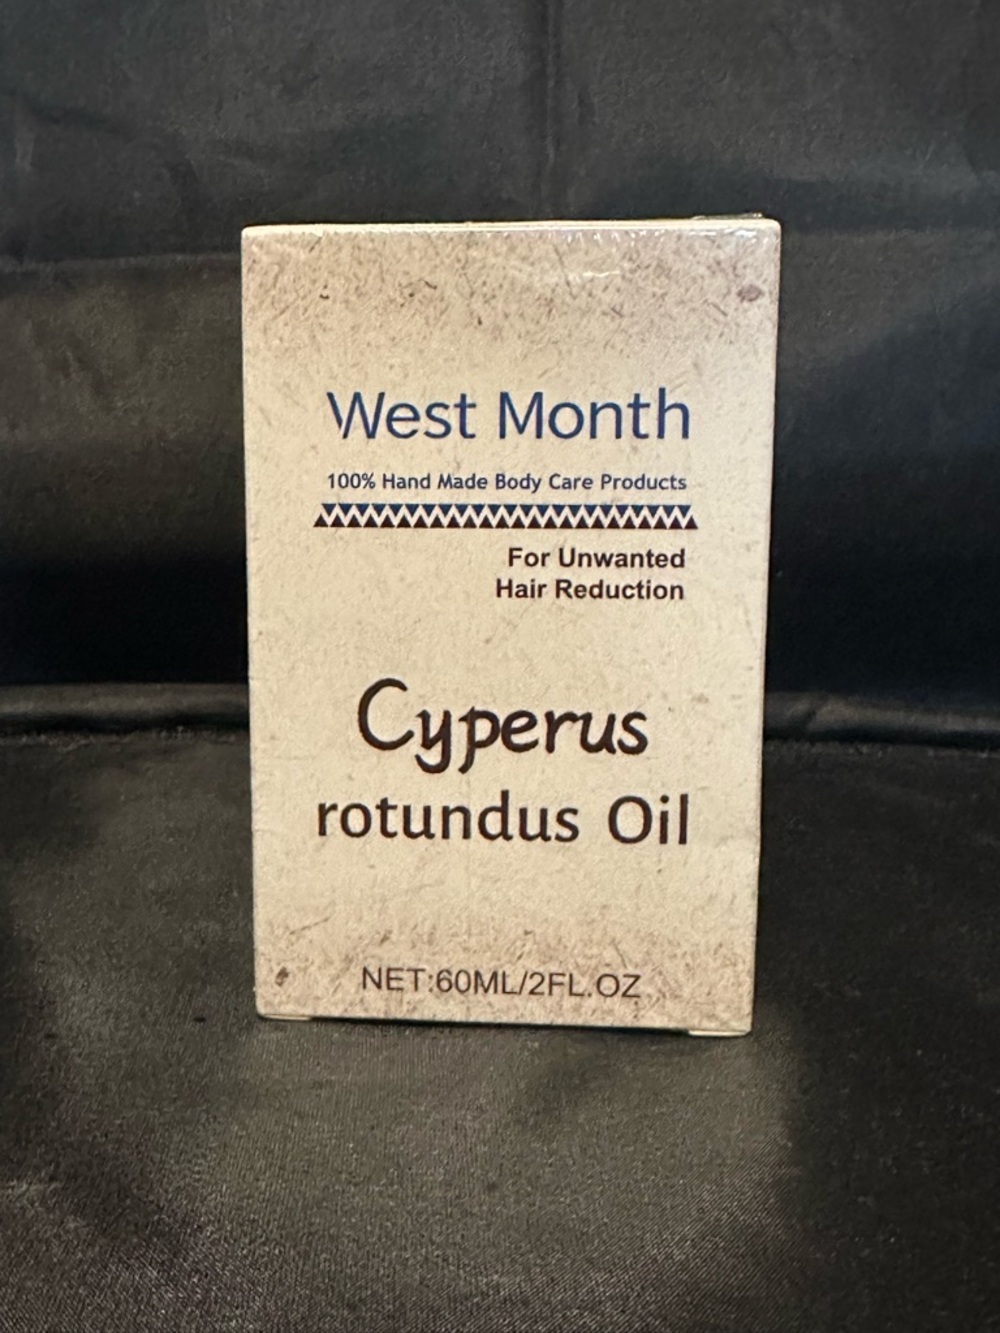 West Month
100% Hand Made Body Care Products
For Unwanted
Hair Reduction
Cyperus
rotundus Oil
NET:60ML/2FL.OZ